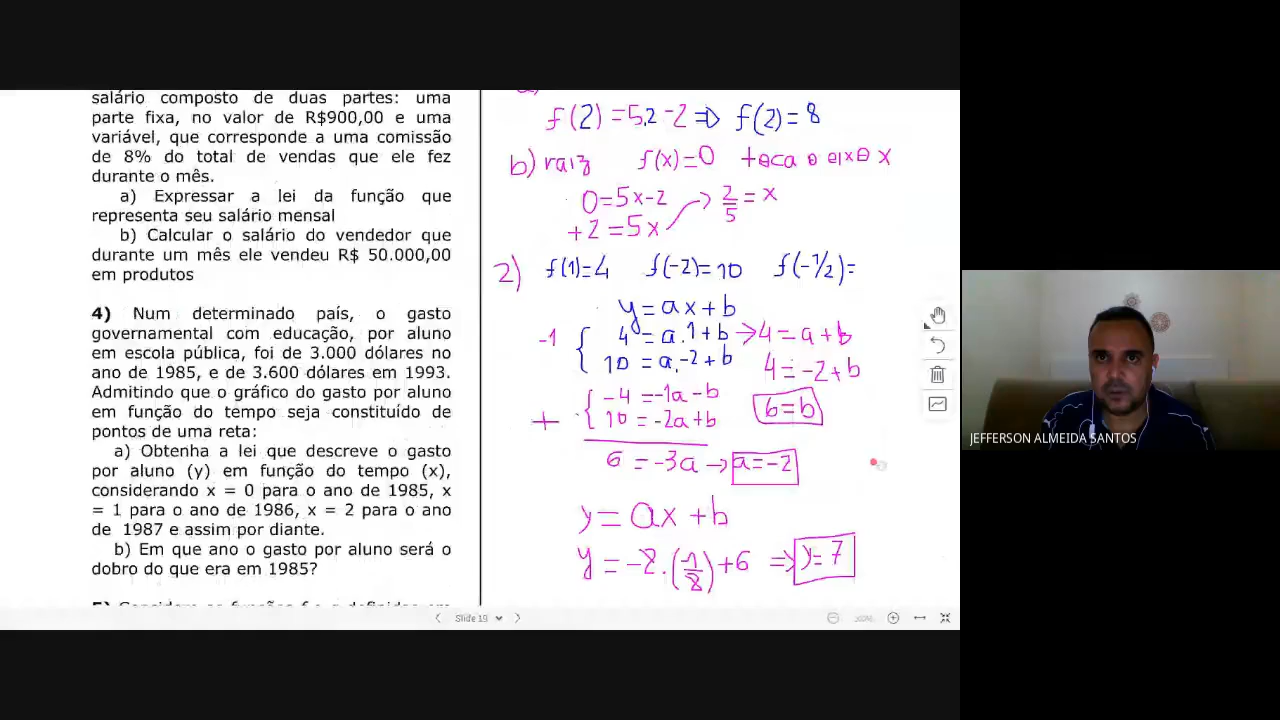 salário composto de duas partes: uma
parte fixa, no valor de R$900,00 e uma
variável, que corresponde a uma comissão
de 8% do total de vendas que ele fez
durante o mês.
a) Expressar a lei da função que
representa seu salário mensal
b) Calcular o salário do vendedor que
durante um mês ele vendeu R$ 50.000,00
em produtos
4) Num determinado país, o gasto
governamental com educação, por aluno
em escola pública, foi de 3.000 dólares no
ano de 1985, e de 3.600 dólares em 1993.
Admitindo que o gráfico do gasto por aluno
em função do tempo seja constituído de
pontos de uma reta:
a) Obtenha a lei que descreve o gasto
por aluno (y) em função do tempo (x),
considerando x = 0 para o ano de 1985, x
= 1 para o ano de 1986, x = 2 para o ano
de 1987 e assim por diante.
b) Em que ano o gasto por aluno será o
dobro do que era em 1985?
f(2) = 5.2 -2 => f(2) = 8
b) raiz f(x)=0 toca o eixo x
0=5x-2 → 2/5 = x
+2 =5x
2) f(1)=4 f(-2)=10 f(-1/2)=
y=ax+b
-1 { 4 =a.1+b → 4 = a+b
10 =a.-2+b 4=-2+b
+ { -4 =-1a-b 6=b
10 =-2a+b
6 =-3a → a=-2
y= ax +b
y = -2.(-1/2)+6 => y=7
Slide 19
JEFFERSON ALMEIDA SANTOS